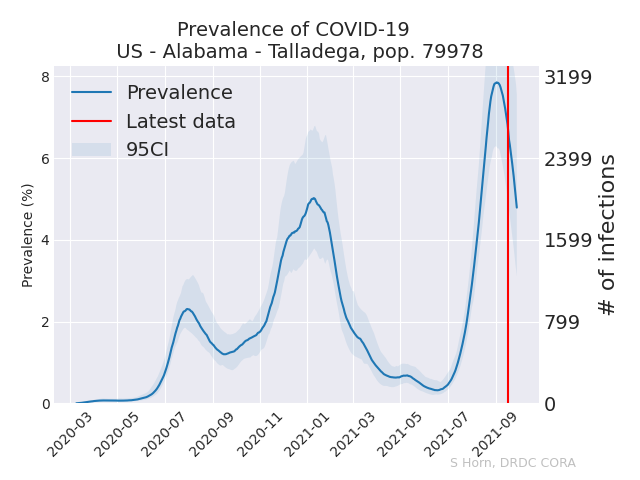 Prevalence of COVID-19
US - Alabama - Talladega, pop. 79978
Prevalence
Latest data
95CI
Prevalence (%)
8
6
4
2
0
3199
2399
1599
799
0
# of infections
2020-03
2020-05
2020-07
2020-09
2020-11
2021-01
2021-03
2021-05
2021-07
2021-09
S Horn, DRDC CORA